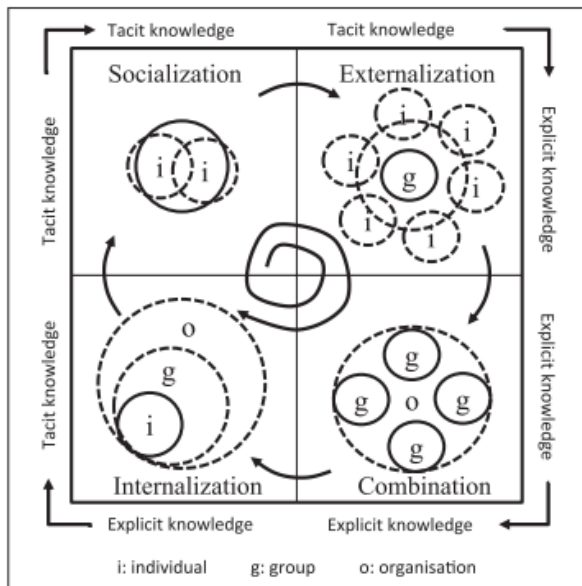 Tacit knowledge
Tacit knowledge
Socialization
Externalization
Tacit knowledge
Explicit knowledge
i
i
i
i
i
i
i
i
g
Tacit knowledge
Explicit knowledge
o
g
i
g
g
o
g
g
Internalization
Combination
Explicit knowledge
Explicit knowledge
i: individual
g: group
o: organisation